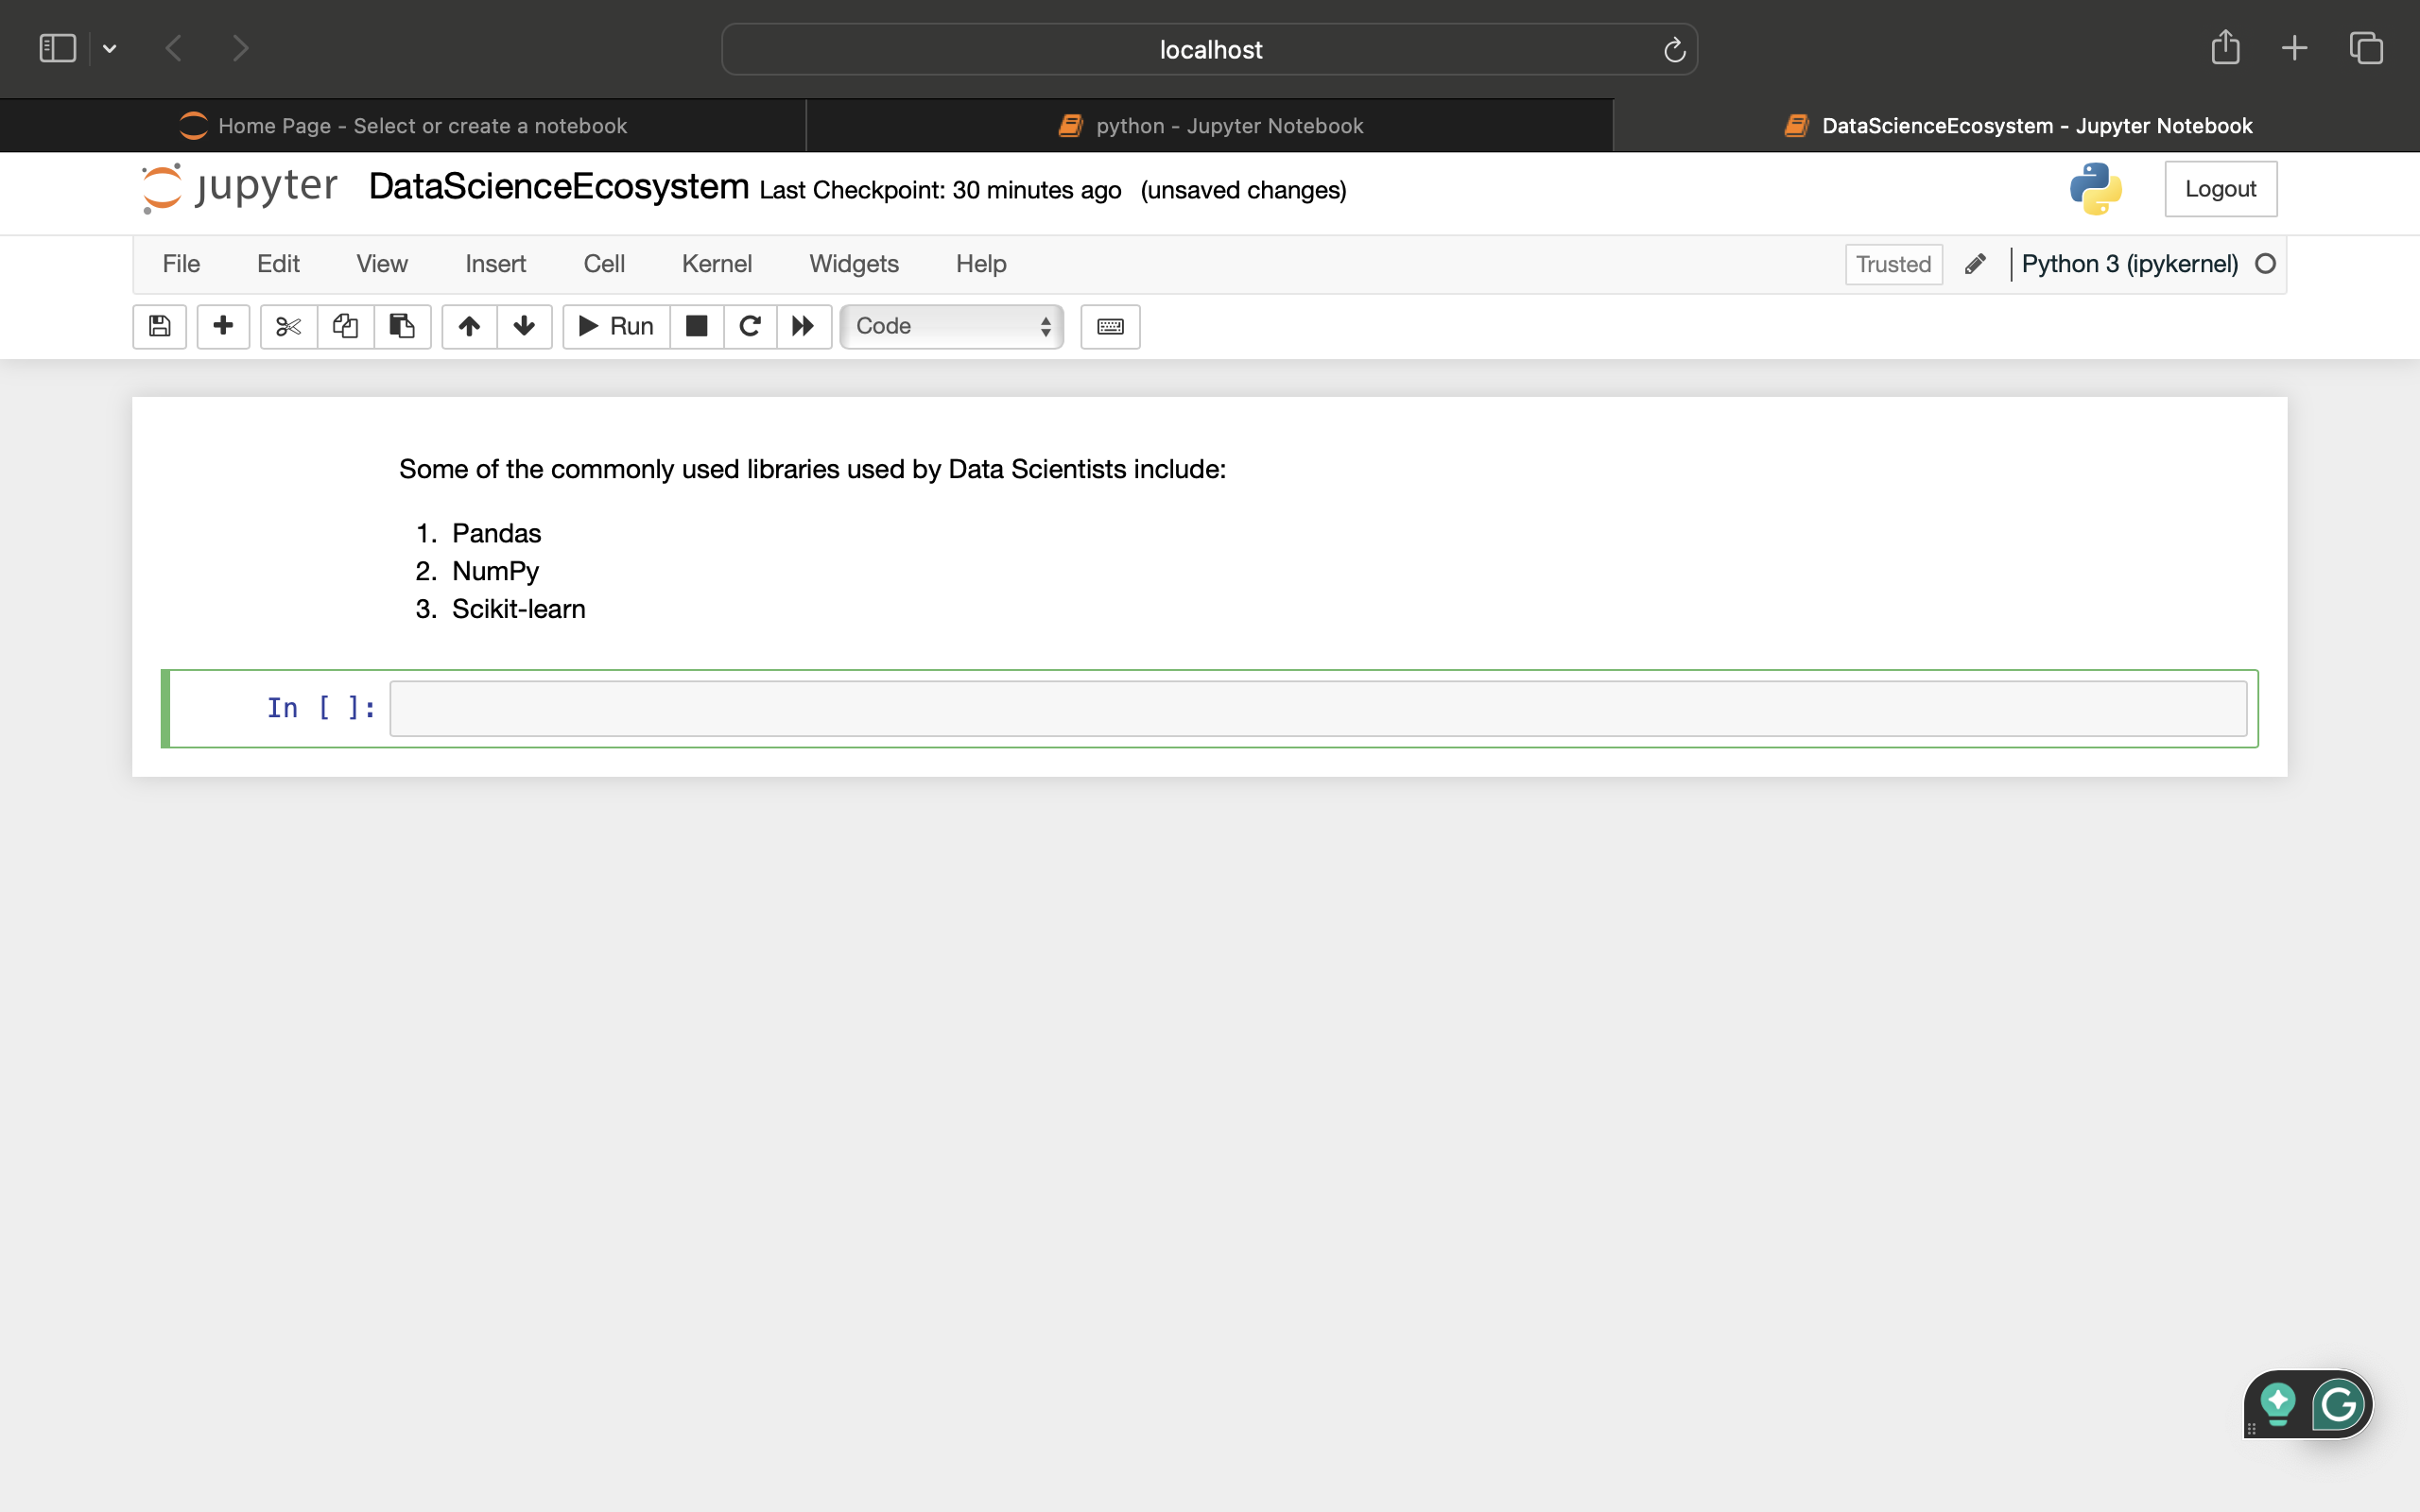 localhost
Home Page - Select or create a notebook
python - Jupyter Notebook
DataScienceEcosystem - Jupyter Notebook
jupyter DataScienceEcosystem Last Checkpoint: 30 minutes ago (unsaved changes)
Logout
File Edit View Insert Cell Kernel Widgets Help
Trusted
Python 3 (ipykernel)
Run
Code
Some of the commonly used libraries used by Data Scientists include:
1. Pandas
2. NumPy
3. Scikit-learn
In [ ]: